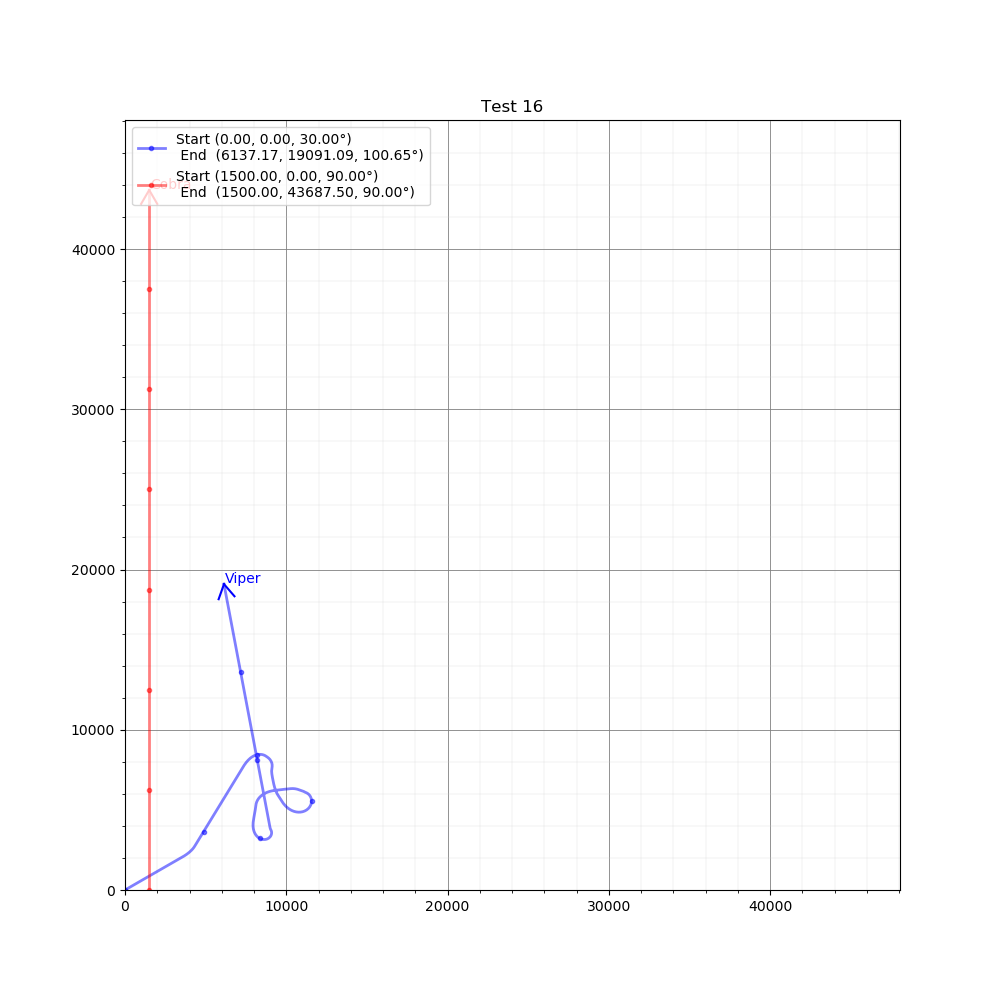 Test 16
Start (0.00, 0.00, 30.00°)
End  (6137.17, 19091.09, 100.65°)
Start (1500.00, 0.00, 90.00°)
End  (1500.00, 43687.50, 90.00°)
Cobra
40000
30000
20000
Viper
10000
0
0 10000 20000 30000 40000